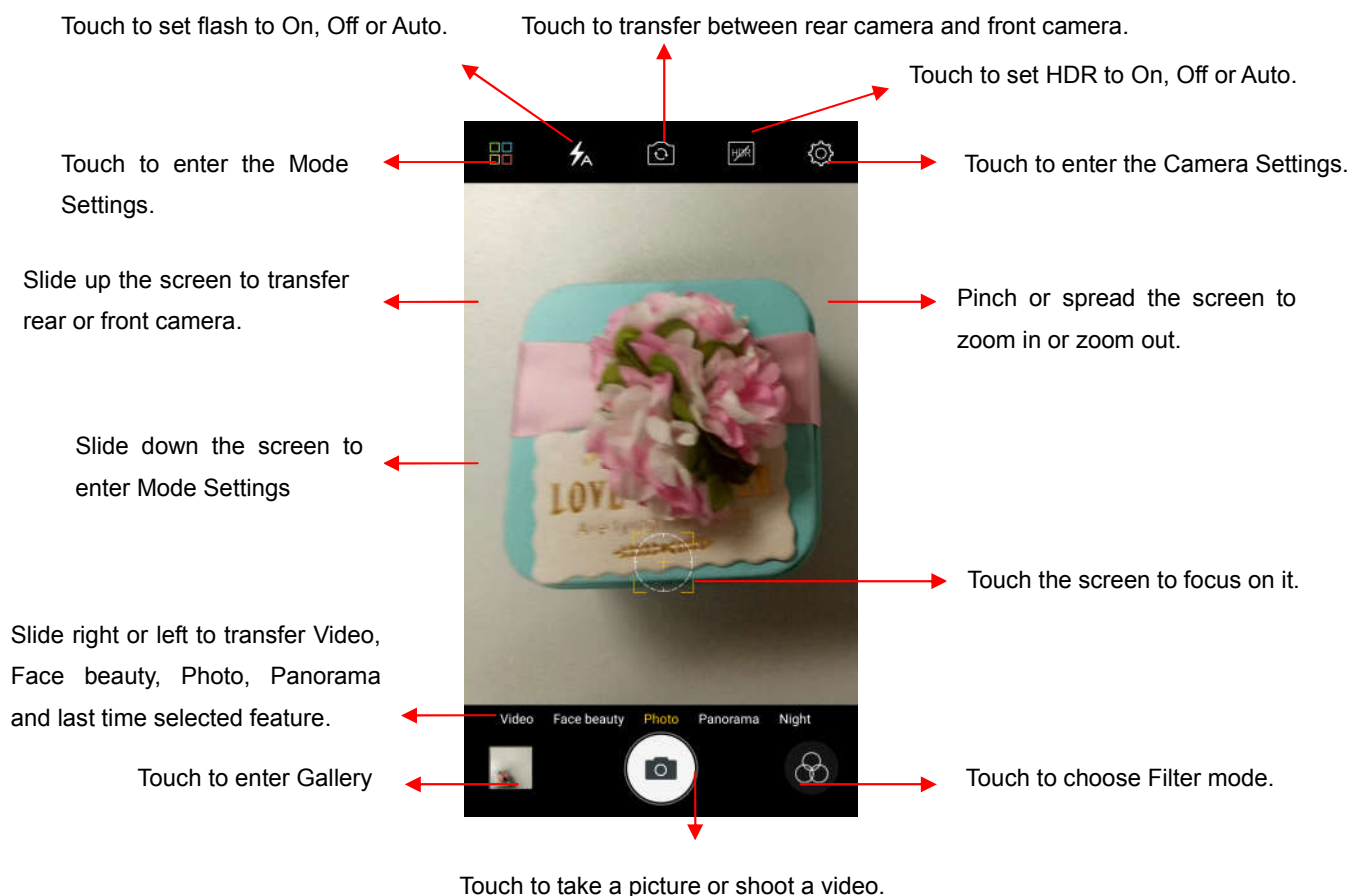 Touch to set flash to On, Off or Auto.
Touch to transfer between rear camera and front camera.
Touch to set HDR to On, Off or Auto.
HDR
A
Touch to enter the Mode
Settings.
Touch to enter the Camera Settings.
Slide up the screen to transfer
rear or front camera.
Pinch or spread the screen to
zoom in or zoom out.
Slide down the screen to
enter Mode Settings
LOVE
Touch the screen to focus on it.
Slide right or left to transfer Video,
Face beauty, Photo, Panorama
and last time selected feature.
Video Face beauty Photo Panorama Night
Touch to enter Gallery
Touch to choose Filter mode.
Touch to take a picture or shoot a video.